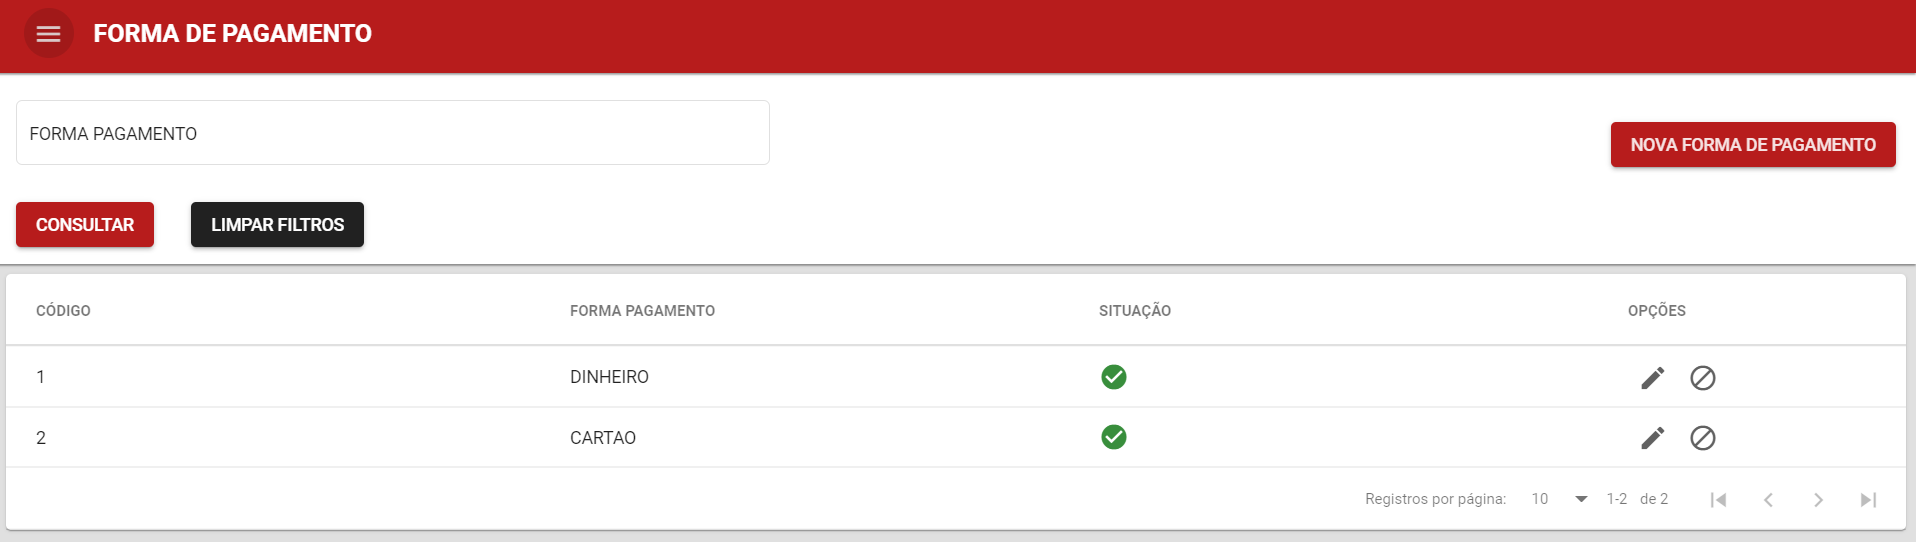 FORMA DE PAGAMENTO
FORMA PAGAMENTO
NOVA FORMA DE PAGAMENTO
CONSULTAR LIMPAR FILTROS
CÓDIGO FORMA PAGAMENTO SITUAÇÃO OPÇÕES
1 DINHEIRO
2 CARTAO
Registros por página: 10 1-2 de 2